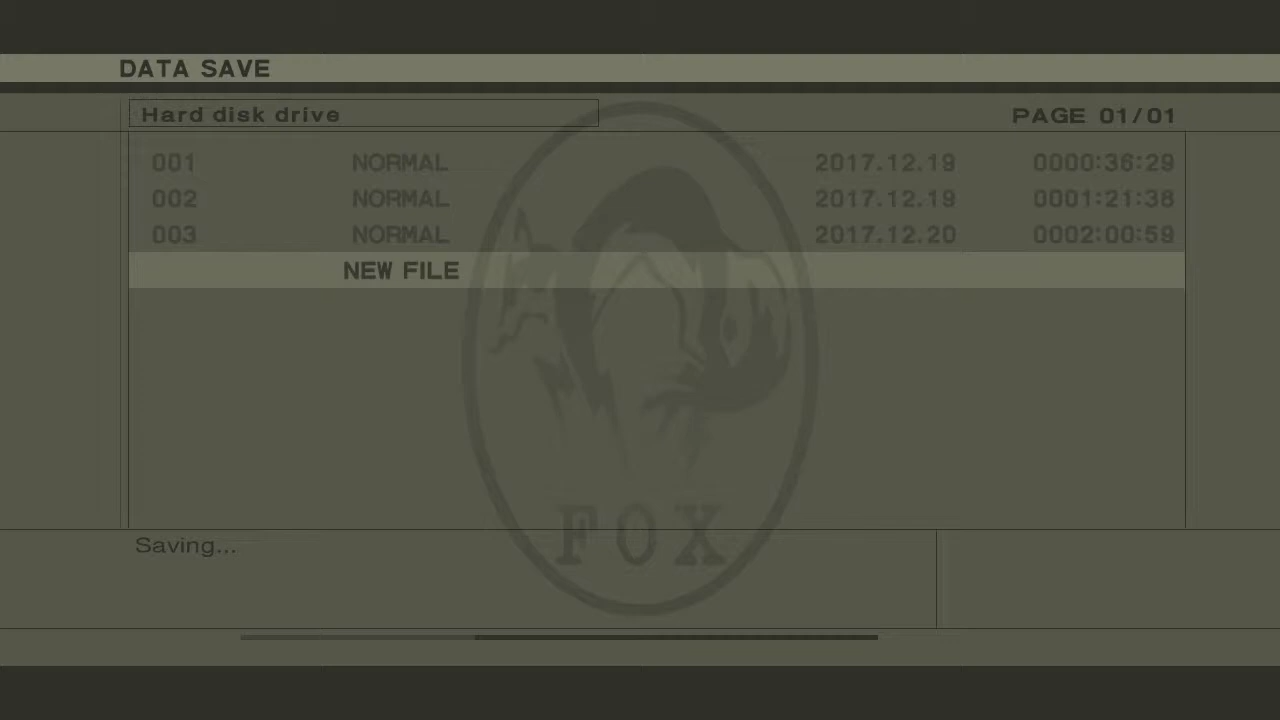 DATA SAVE
Hard disk drive PAGE 01/01
001 NORMAL 2017.12.19 0000:36:29
002 NORMAL 2017.12.19 0001:21:38
003 NORMAL 2017.12.20 0002:00:59
NEW FILE
FOX
Saving...